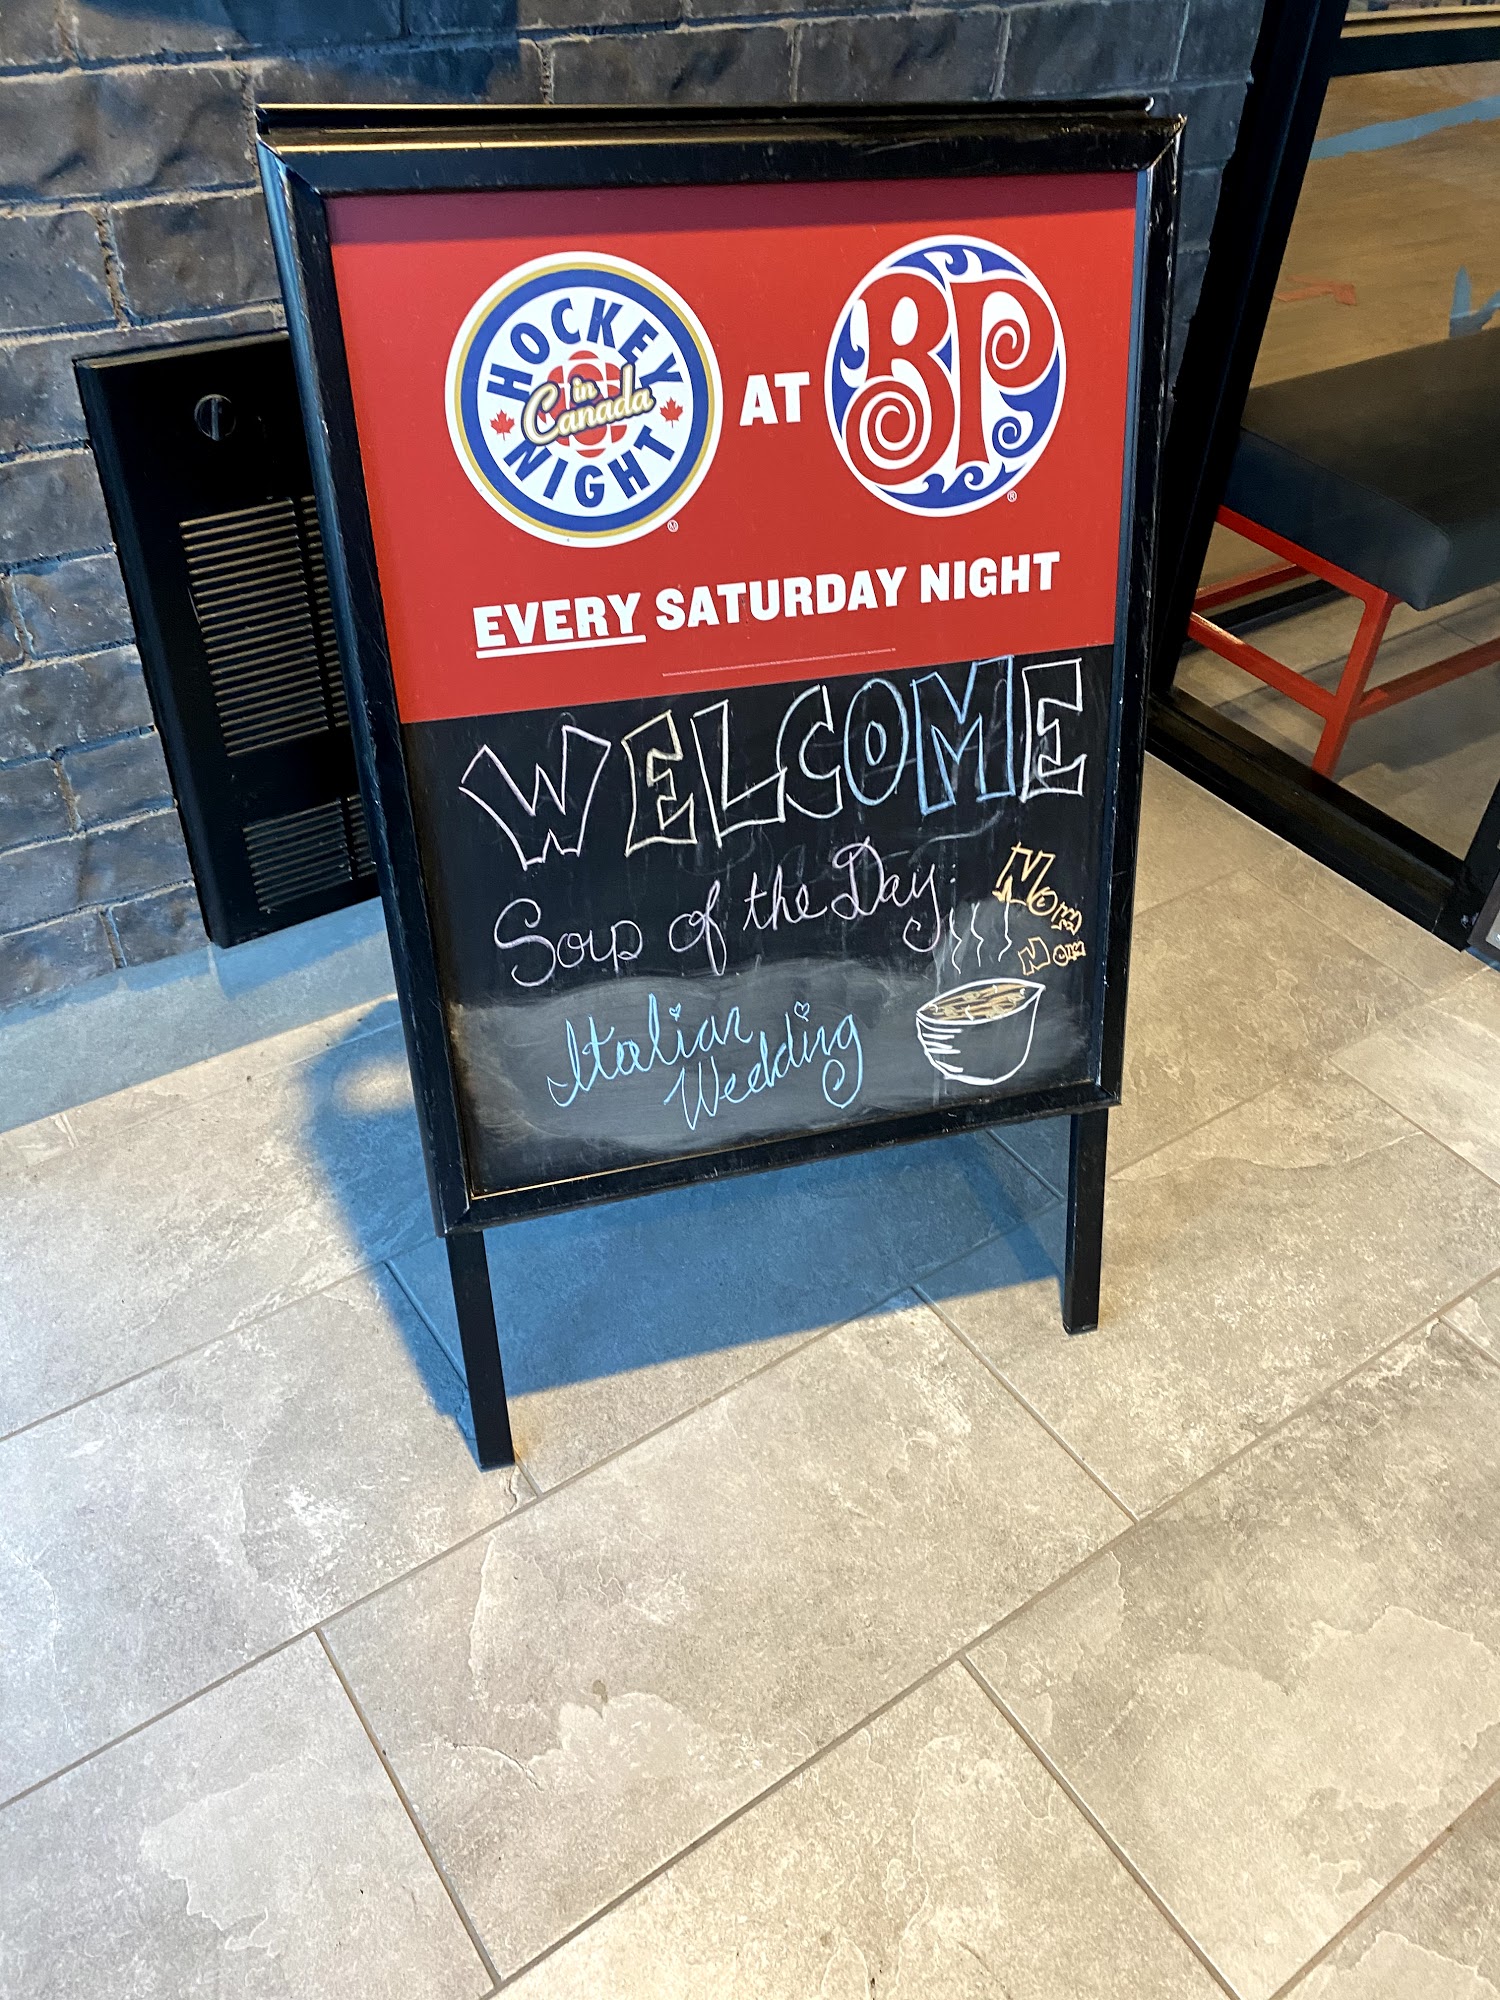 HOCKEY
in
Canada
NIGHT
AT
BP
EVERY SATURDAY NIGHT
WELCOME
Soup of the Day:
Nom
Nom
Italian
Wedding